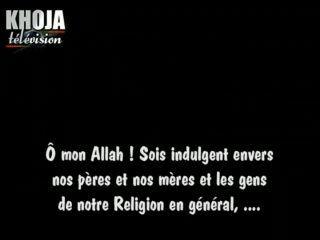 KHOJA
télévision
Ô mon Allah ! Sois indulgent envers
nos pères et nos mères et les gens
de notre Religion en général, ....